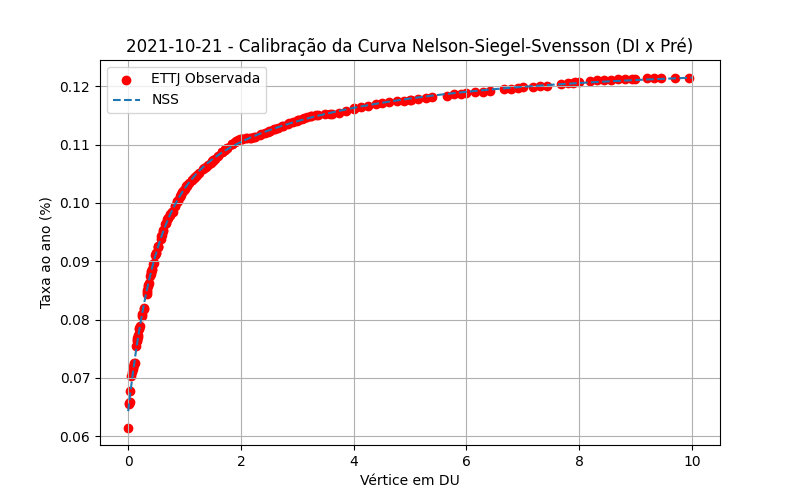 2021-10-21 - Calibração da Curva Nelson-Siegel-Svensson (DI x Pré)
ETTJ Observada
NSS
Taxa ao ano (%)
0.12
0.11
0.10
0.09
0.08
0.07
0.06
0 2 4 6 8 10
Vértice em DU